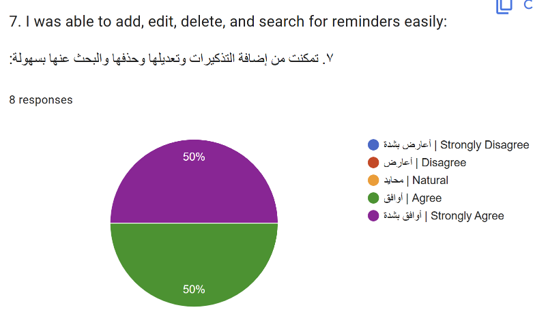 7. I was able to add, edit, delete, and search for reminders easily:
٧. تمكنت من إضافة التذكيرات وتعديلها وحذفها والبحث عنها بسهولة:
8 responses
50%
50%
أعارض بشدة | Strongly Disagree
أعارض | Disagree
محايد | Natural
أوافق | Agree
أوافق بشدة | Strongly Agree